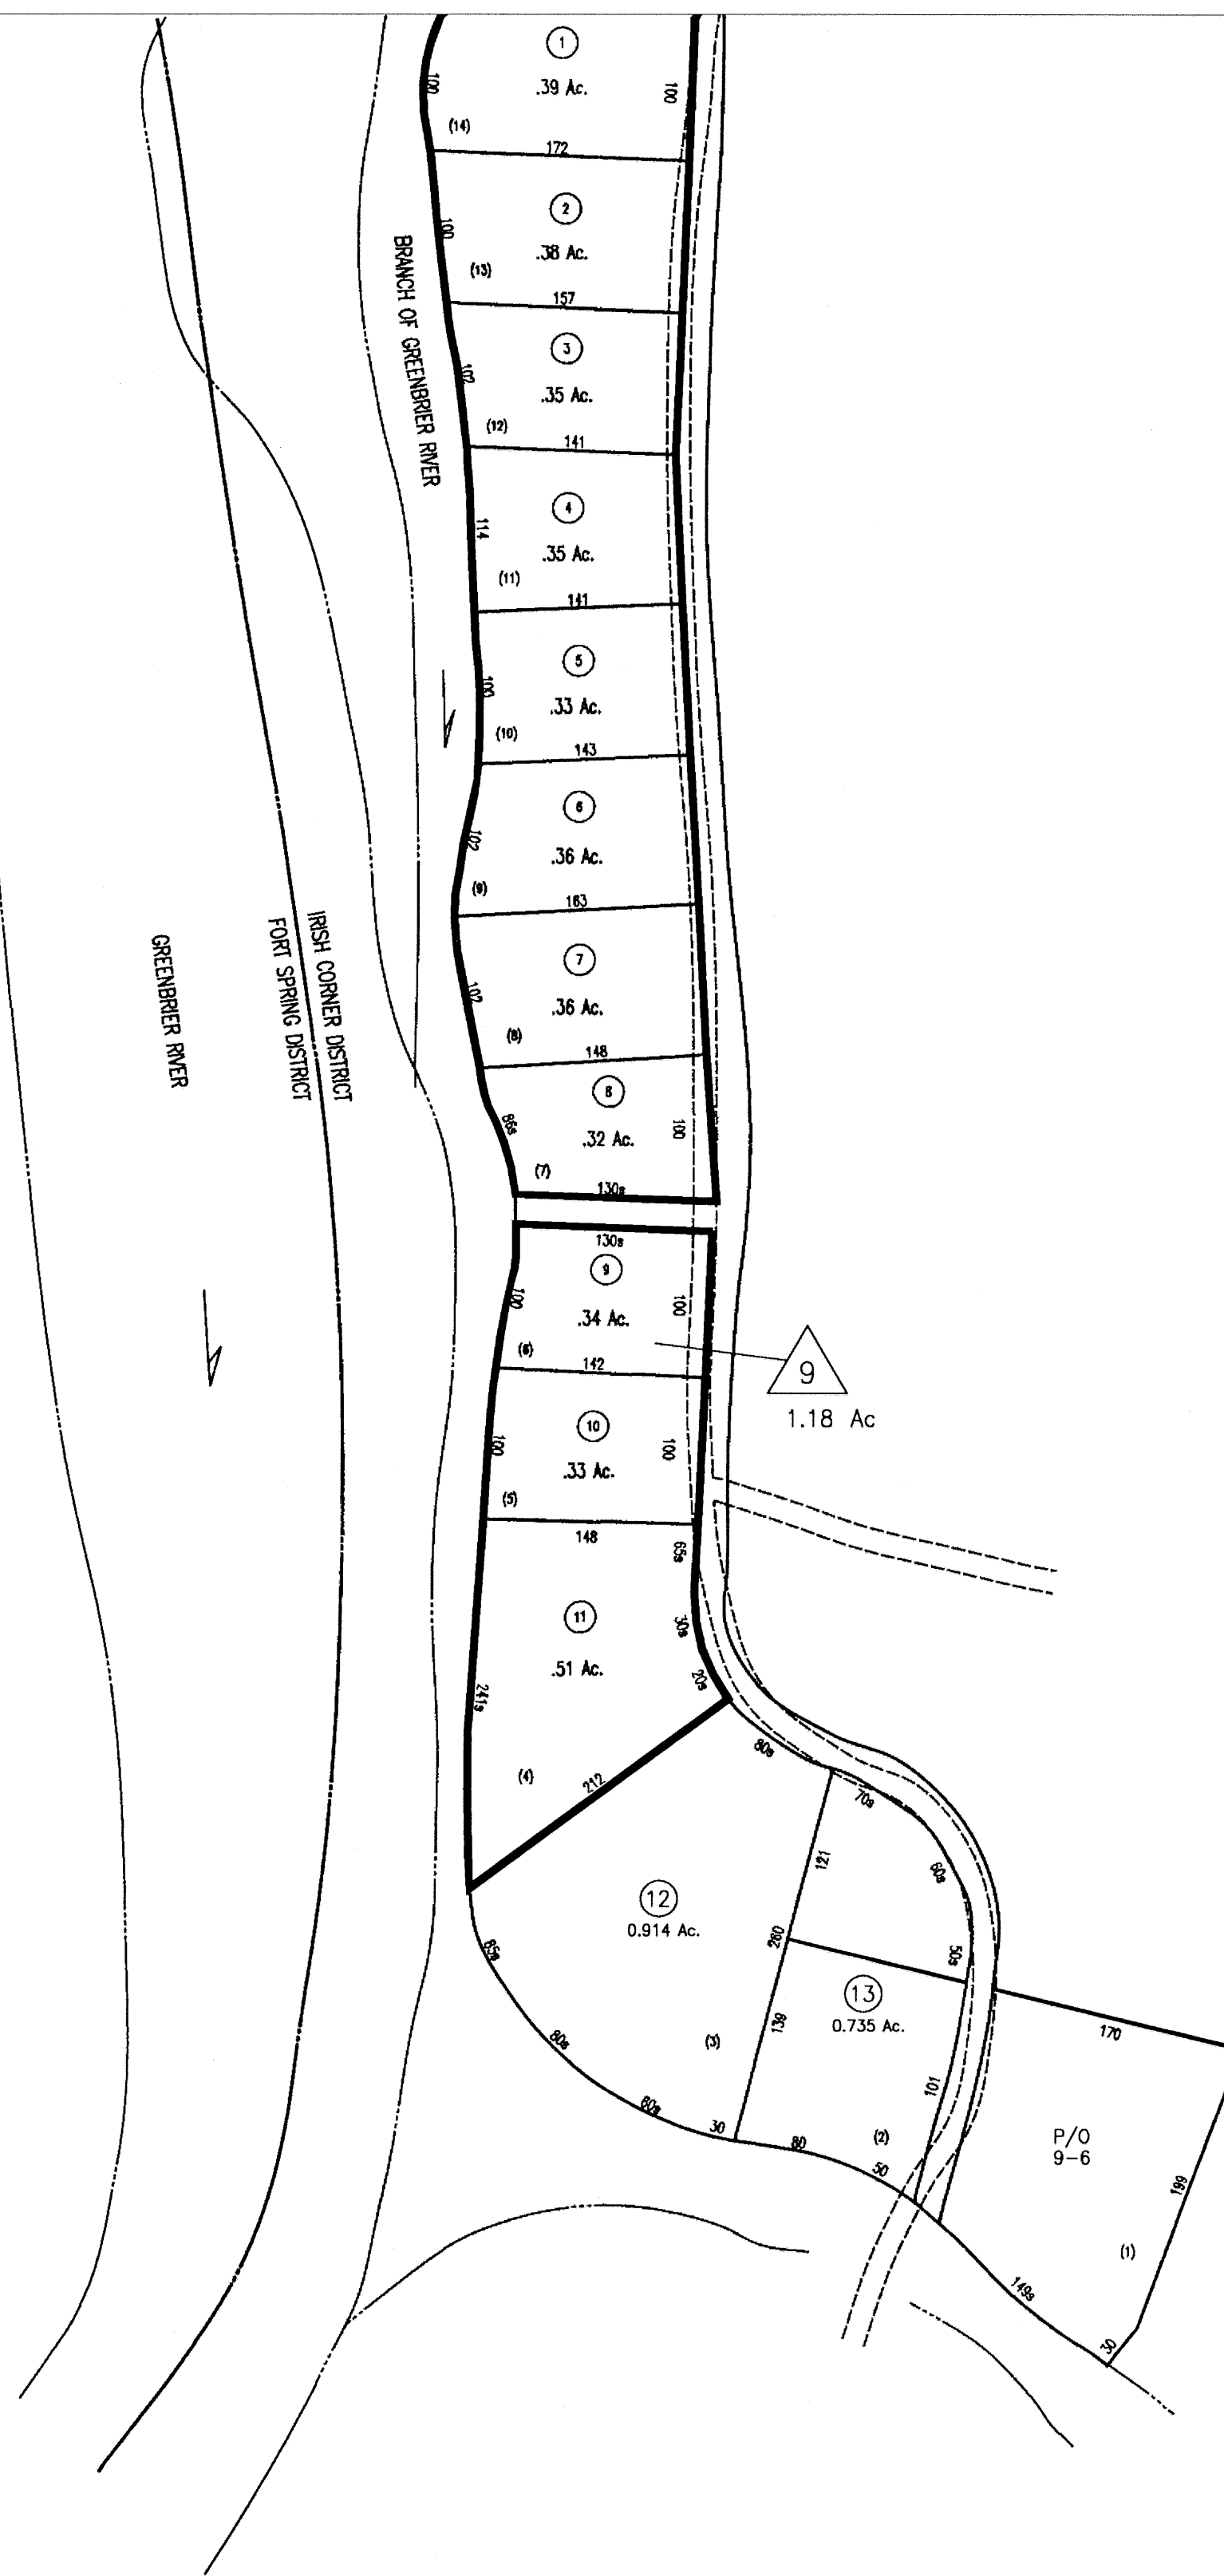 1
.39 Ac.
100
100
(14)
172
2
.38 Ac.
100
(13)
157
BRANCH OF GREENBRIER RIVER
3
.35 Ac.
102
(12)
141
4
.35 Ac.
114
(11)
141
5
.33 Ac.
100
(10)
143
6
.36 Ac.
102
(9)
163
7
.36 Ac.
102
(8)
148
IRISH CORNER DISTRICT
FORT SPRING DISTRICT
GREENBRIER RIVER
8
.32 Ac.
86s
100
(7)
130s
130s
9
.34 Ac.
100
100
(6)
142
9
1.18 Ac
10
.33 Ac.
100
100
(5)
148
65s
30s
20s
11
.51 Ac.
241s
(4)
212
80s
70s
60s
50s
121
260
139
12
0.914 Ac.
(3)
85s
80s
60s
30
13
0.735 Ac.
101
(2)
80
50
170
P/O
9-6
199
(1)
149s
30